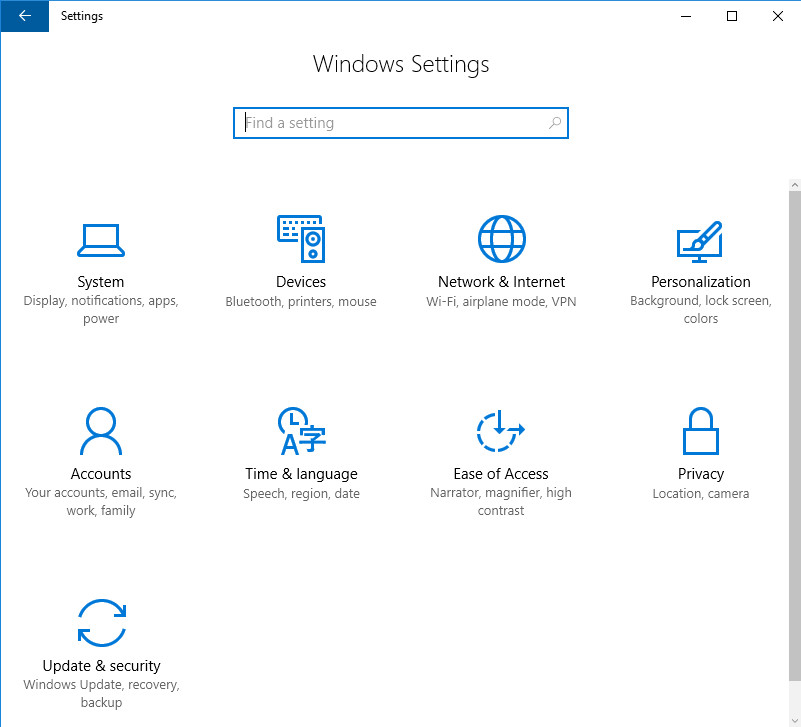 Settings
Windows Settings
Find a setting
System
Display, notifications, apps,
power
Devices
Bluetooth, printers, mouse
Network & Internet
Wi-Fi, airplane mode, VPN
Personalization
Background, lock screen,
colors
Accounts
Your accounts, email, sync,
work, family
Time & language
Speech, region, date
A字
Ease of Access
Narrator, magnifier, high
contrast
Privacy
Location, camera
Update & security
Windows Update, recovery,
backup